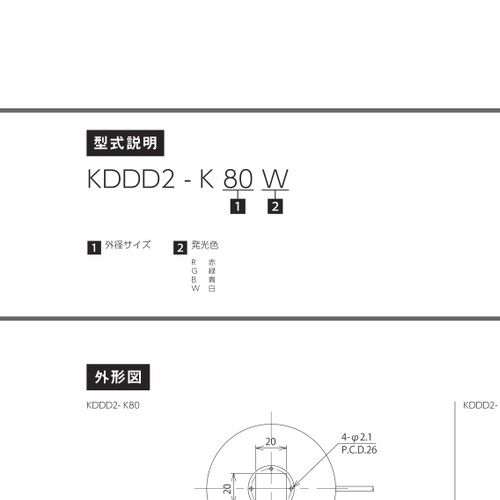 型式説明
KDDD2 - K 80 W
1 2
1 外径サイズ 2 発光色
R 赤
G 緑
B 青
W 白
外形図
KDDD2- K80 KDDD2-
20
4-φ2.1
P.C.D.26
20